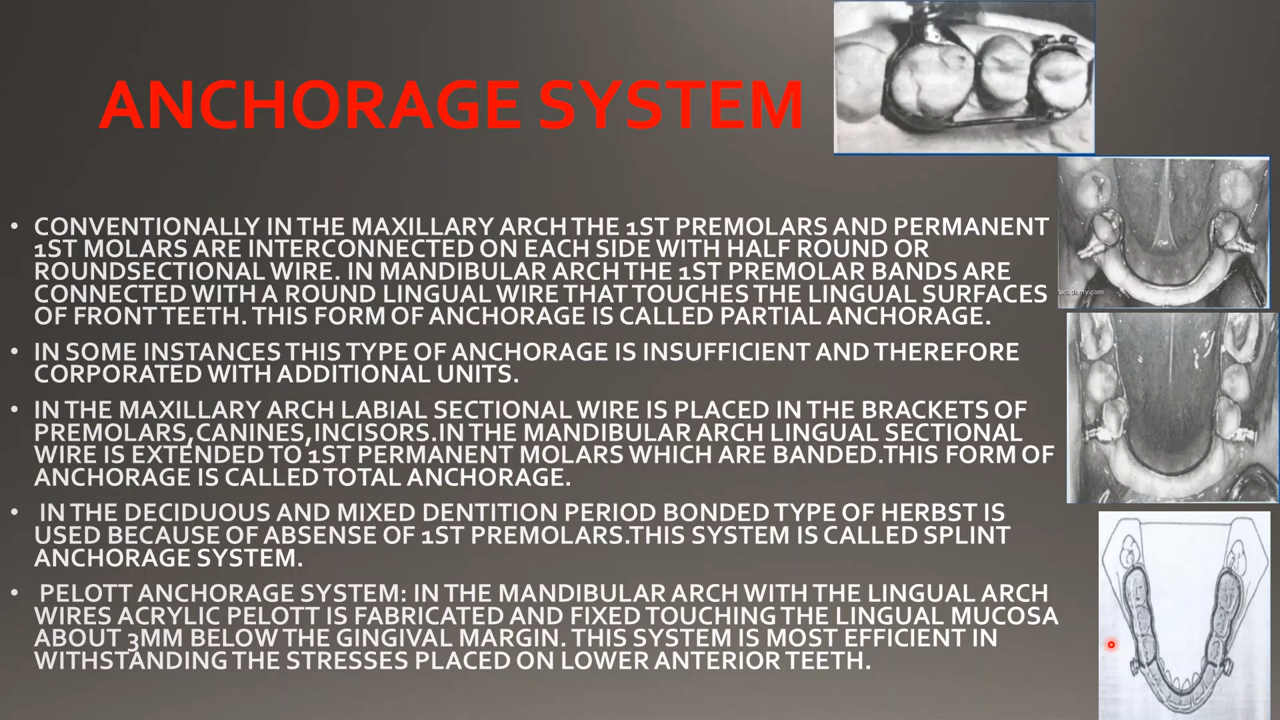 ANCHORAGE SYSTEM
• CONVENTIONALLY IN THE MAXILLARY ARCH THE 1ST PREMOLARS AND PERMANENT
1ST MOLARS ARE INTERCONNECTED ON EACH SIDE WITH HALF ROUND OR
ROUNDSECTIONAL WIRE. IN MANDIBULAR ARCH THE 1ST PREMOLAR BANDS ARE
CONNECTED WITH A ROUND LINGUAL WIRE THAT TOUCHES THE LINGUAL SURFACES
OF FRONT TEETH. THIS FORM OF ANCHORAGE IS CALLED PARTIAL ANCHORAGE.
• IN SOME INSTANCES THIS TYPE OF ANCHORAGE IS INSUFFICIENT AND THEREFORE
CORPORATED WITH ADDITIONAL UNITS.
• IN THE MAXILLARY ARCH LABIAL SECTIONAL WIRE IS PLACED IN THE BRACKETS OF
PREMOLARS,CANINES,INCISORS.IN THE MANDIBULAR ARCH LINGUAL SECTIONAL
WIRE IS EXTENDED TO 1ST PERMANENT MOLARS WHICH ARE BANDED.THIS FORM OF
ANCHORAGE IS CALLED TOTAL ANCHORAGE.
• IN THE DECIDUOUS AND MIXED DENTITION PERIOD BONDED TYPE OF HERBST IS
USED BECAUSE OF ABSENSE OF 1ST PREMOLARS.THIS SYSTEM IS CALLED SPLINT
ANCHORAGE SYSTEM.
• PELOTT ANCHORAGE SYSTEM: IN THE MANDIBULAR ARCH WITH THE LINGUAL ARCH
WIRES ACRYLIC PELOTT IS FABRICATED AND FIXED TOUCHING THE LINGUAL MUCOSA
ABOUT 3MM BELOW THE GINGIVAL MARGIN. THIS SYSTEM IS MOST EFFICIENT IN
WITHSTANDING THE STRESSES PLACED ON LOWER ANTERIOR TEETH.
academy.com